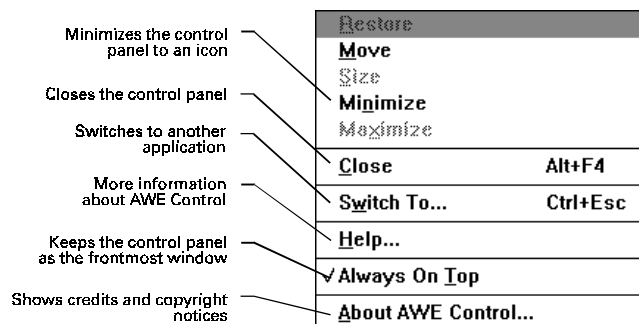 Minimizes the control
panel to an icon
Closes the control panel
Switches to another
application
More information
about AWE Control
Keeps the control panel
as the frontmost window
Shows credits and copyright
notices
Restore
Move
Size
Minimize
Maximize
Close Alt+F4
Switch To... Ctrl+Esc
Help...
✓Always On Top
About AWE Control...